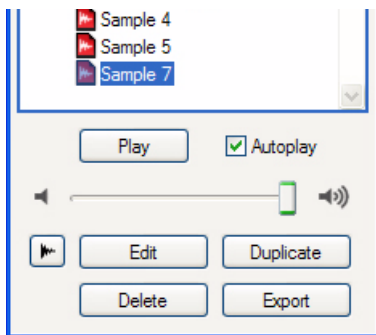 Sample 4
Sample 5
Sample 7
Play Autoplay
Edit Duplicate
Delete Export